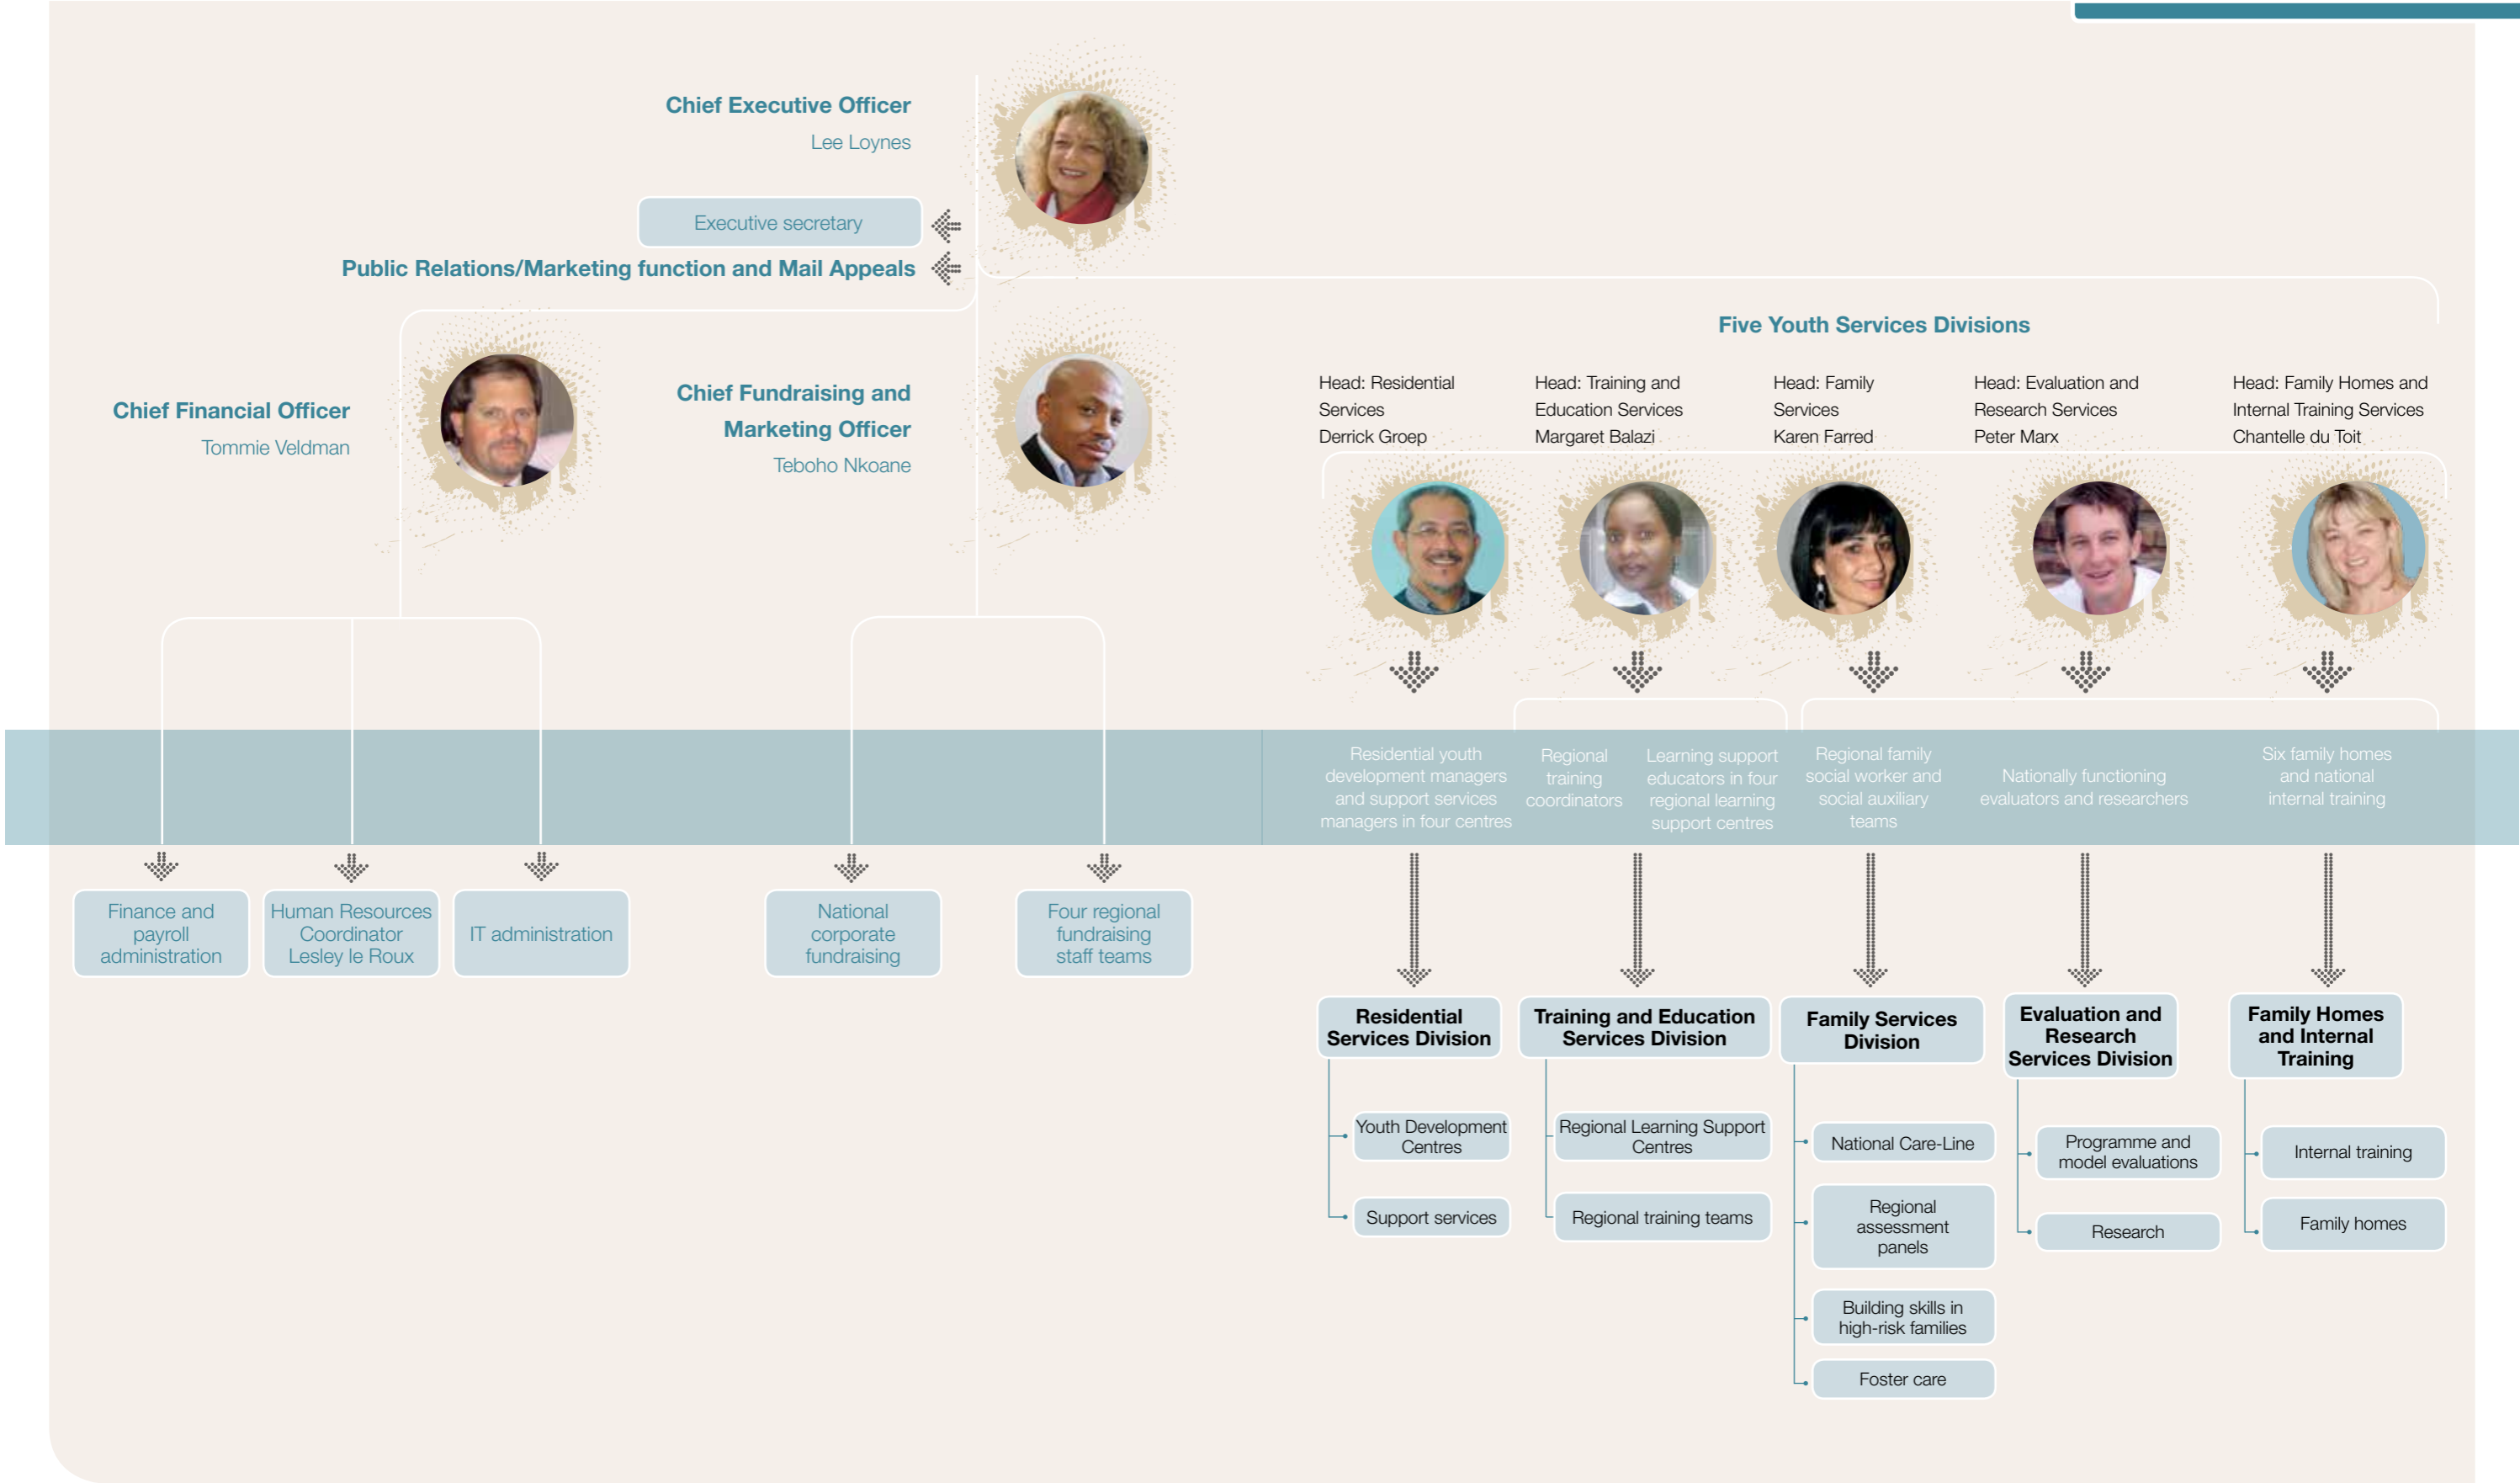 Chief Executive Officer
Lee Loynes
Executive secretary
Public Relations/Marketing function and Mail Appeals
Chief Financial Officer
Tommie Veldman
Chief Fundraising and
Marketing Officer
Teboho Nkoane
Five Youth Services Divisions
Head: Residential
Services
Derrick Groep
Head: Training and
Education Services
Margaret Balazi
Head: Family
Services
Karen Farred
Head: Evaluation and
Research Services
Peter Marx
Head: Family Homes and
Internal Training Services
Chantelle du Toit
Residential youth
development managers
and support services
managers in four centres
Regional
training
coordinators
Learning support
educators in four
regional learning
support centres
Regional family
social worker and
social auxiliary
teams
Nationally functioning
evaluators and researchers
Six family homes
and national
internal training
Finance and
payroll
administration
Human Resources
Coordinator
Lesley le Roux
IT administration
National
corporate
fundraising
Four regional
fundraising
staff teams
Residential
Services Division
Youth Development
Centres
Support services
Training and Education
Services Division
Regional Learning Support
Centres
Regional training teams
Family Services
Division
National Care-Line
Regional
assessment
panels
Building skills in
high-risk families
Foster care
Evaluation and
Research
Services Division
Programme and
model evaluations
Research
Family Homes
and Internal
Training
Internal training
Family homes